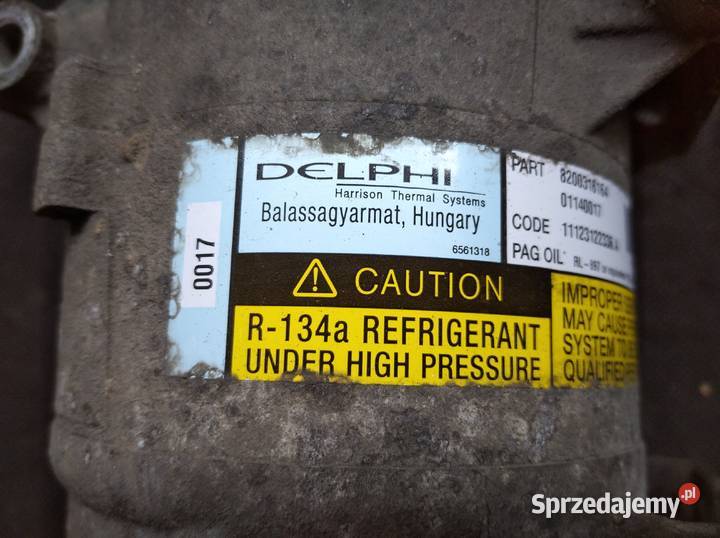 0017
DELPHI
Harrison Thermal Systems
Balassagyarmat, Hungary
6561318
PART 8200316164
01140017
CODE
PAG OIL
CAUTION
R-134a REFRIGERANT
UNDER HIGH PRESSURE
IMPROPER
MAY CAUSE
SYSTEM TO
QUALIFIED
Sprzedajemy.pl